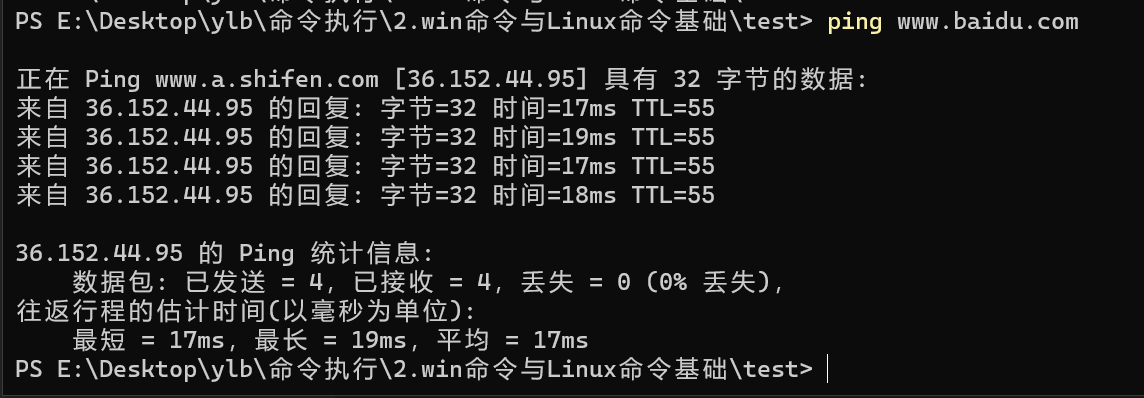 PS E:\Desktop\ylb\命令执行\2.win命令与Linux命令基础\test> ping www.baidu.com
正在 Ping www.a.shifen.com [36.152.44.95] 具有 32 字节的数据:
来自 36.152.44.95 的回复: 字节=32 时间=17ms TTL=55
来自 36.152.44.95 的回复: 字节=32 时间=19ms TTL=55
来自 36.152.44.95 的回复: 字节=32 时间=17ms TTL=55
来自 36.152.44.95 的回复: 字节=32 时间=18ms TTL=55
36.152.44.95 的 Ping 统计信息:
数据包: 已发送 = 4，已接收 = 4，丢失 = 0 (0% 丢失)，
往返行程的估计时间(以毫秒为单位):
最短 = 17ms，最长 = 19ms，平均 = 17ms
PS E:\Desktop\ylb\命令执行\2.win命令与Linux命令基础\test>